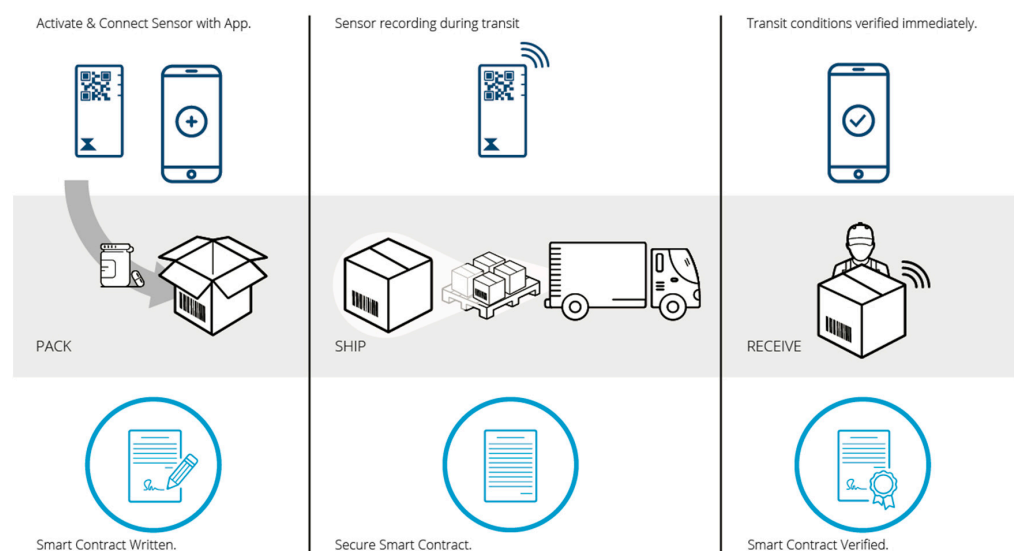 Activate & Connect Sensor with App.
Sensor recording during transit
Transit conditions verified immediately.
PACK
SHIP
RECEIVE
Smart Contract Written.
Secure Smart Contract.
Smart Contract Verified.